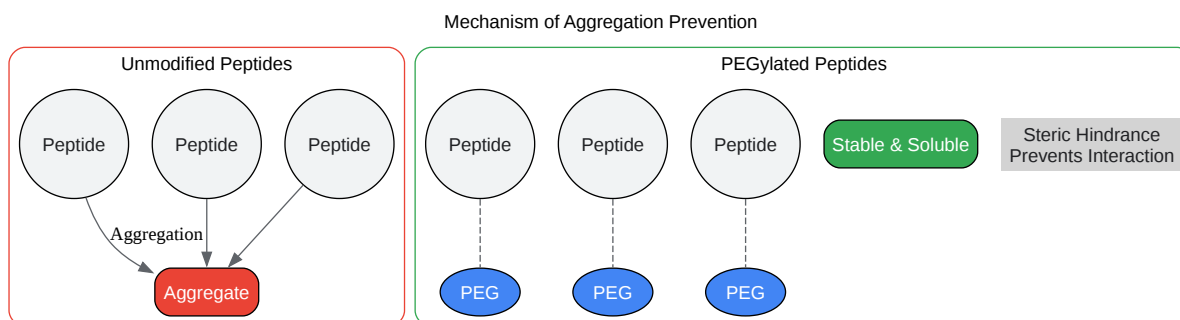 Mechanism of Aggregation Prevention
Unmodified Peptides
Peptide
Peptide
Peptide
Aggregation
Aggregate
PEGylated Peptides
Peptide
Peptide
Peptide
Stable & Soluble
Steric Hindrance
Prevents Interaction
PEG
PEG
PEG